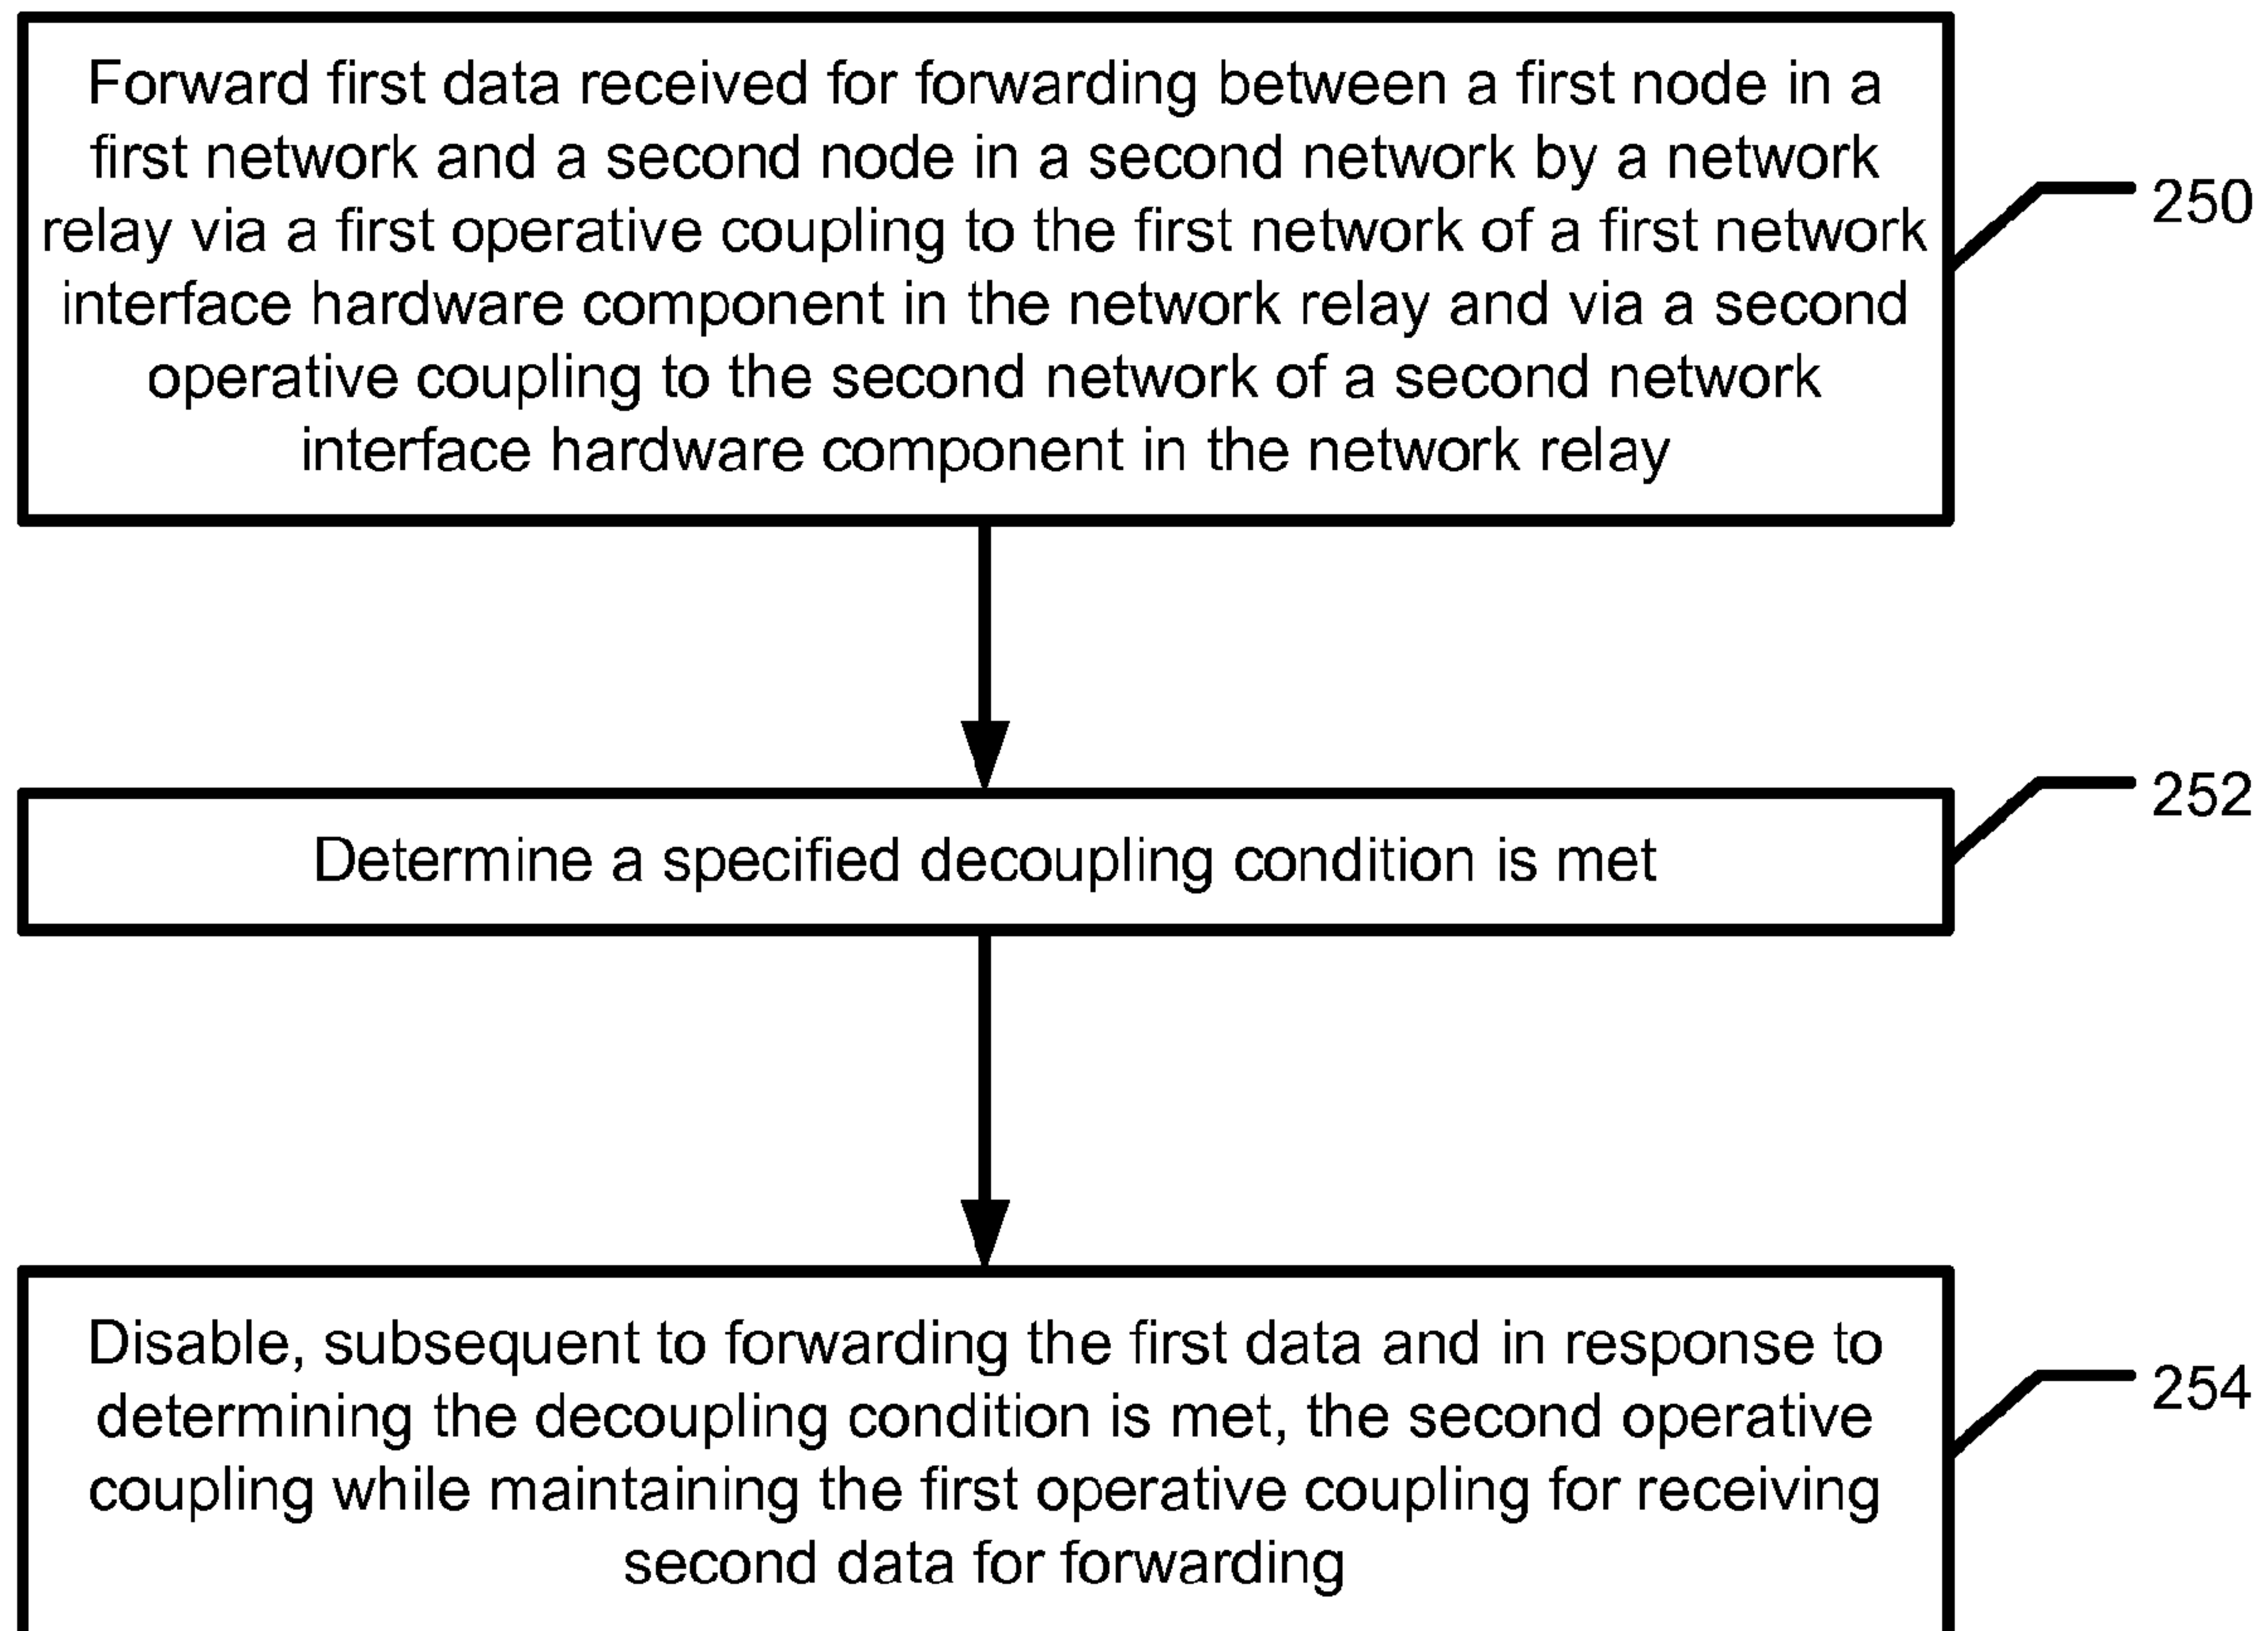 Forward first data received for forwarding between a first node in a
first network and a second node in a second network by a network
relay via a first operative coupling to the first network of a first network
interface hardware component in the network relay and via a second
operative coupling to the second network of a second network
interface hardware component in the network relay
250
Determine a specified decoupling condition is met
252
Disable, subsequent to forwarding the first data and in response to
determining the decoupling condition is met, the second operative
coupling while maintaining the first operative coupling for receiving
second data for forwarding
254